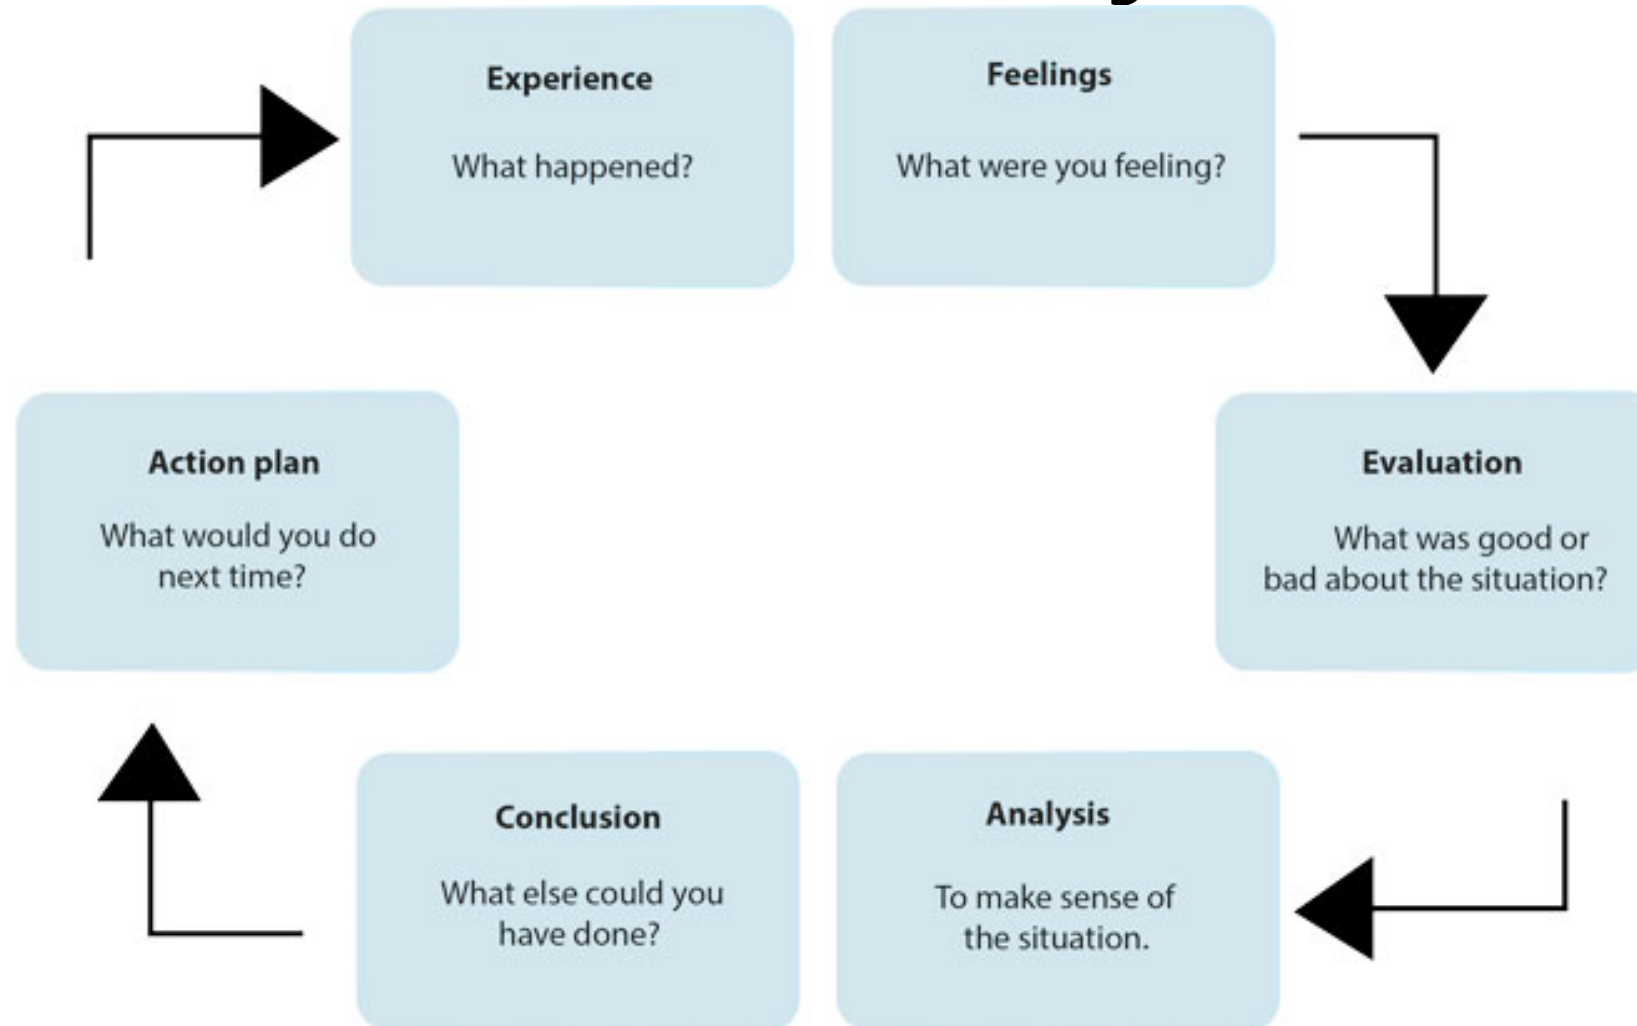 Experience
What happened?
Feelings
What were you feeling?
Evaluation
What was good or
bad about the situation?
Analysis
To make sense of
the situation.
Conclusion
What else could you
have done?
Action plan
What would you do
next time?